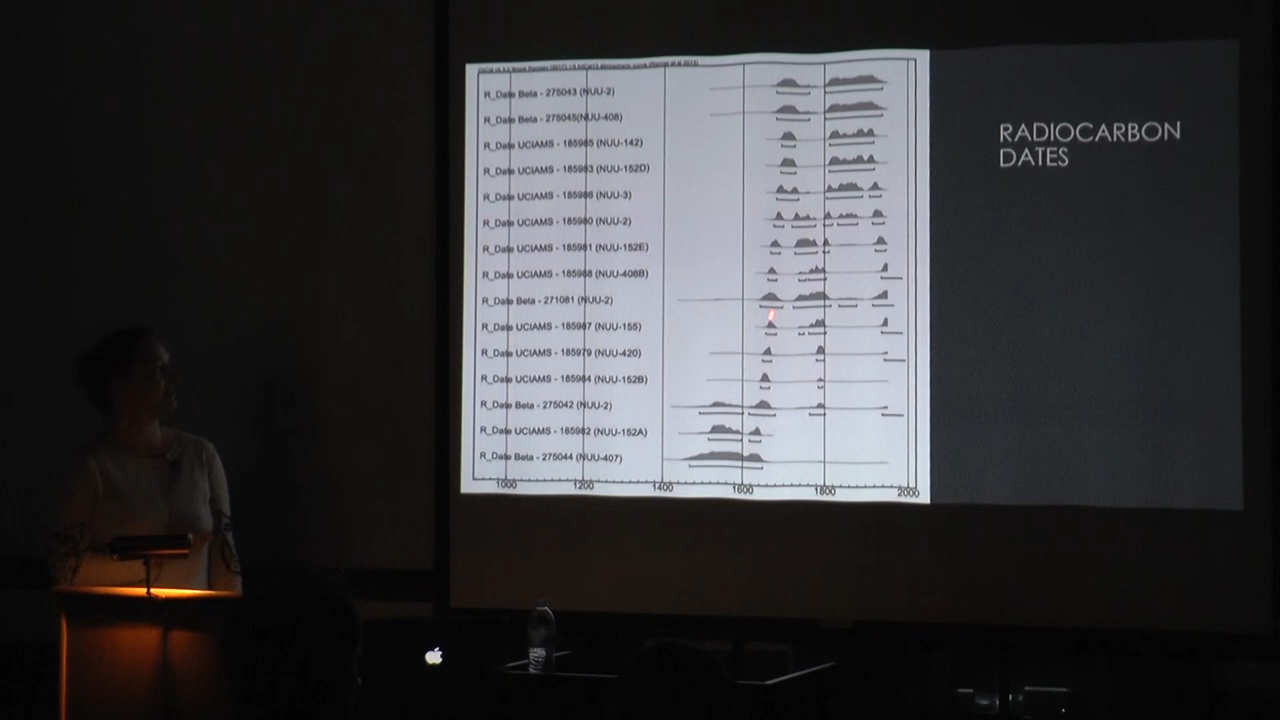 RADIOCARBON
DATES
R_Date Beta - 275043 (NUU-2)
R_Date Beta - 275045(NUU-408)
R_Date UCIAMS - 185985 (NUU-142)
R_Date UCIAMS - 185983 (NUU-152D)
R_Date UCIAMS - 185986 (NUU-3)
R_Date UCIAMS - 185980 (NUU-2)
R_Date UCIAMS - 185981 (NUU-152E)
R_Date UCIAMS - 185988 (NUU-408B)
R_Date Beta - 271081 (NUU-2)
R_Date UCIAMS - 185987 (NUU-155)
R_Date UCIAMS - 185979 (NUU-420)
R_Date UCIAMS - 185984 (NUU-152B)
R_Date Beta - 275042 (NUU-2)
R_Date UCIAMS - 185982 (NUU-152A)
R_Date Beta - 275044 (NUU-407)
1000 1200 1400 1600 1800 2000